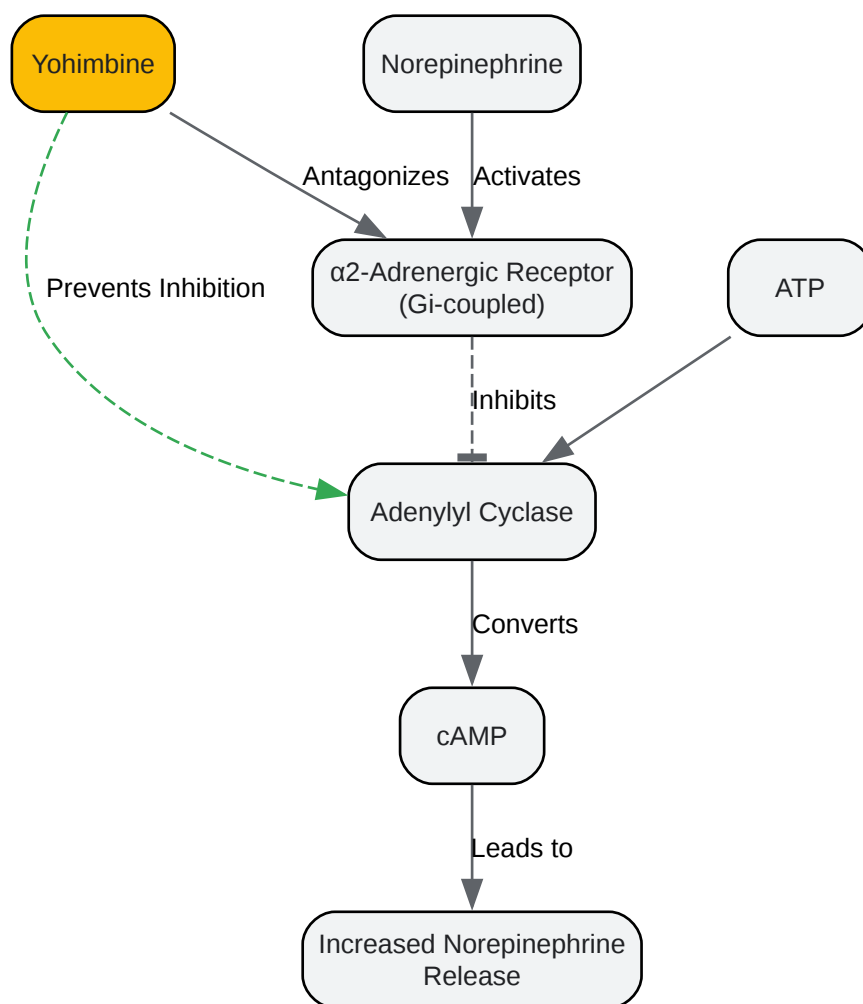 Yohimbine
Norepinephrine
Antagonizes
Activates
α2-Adrenergic Receptor
(Gi-coupled)
ATP
Prevents Inhibition
Inhibits
Adenylyl Cyclase
Converts
cAMP
Leads to
Increased Norepinephrine
Release